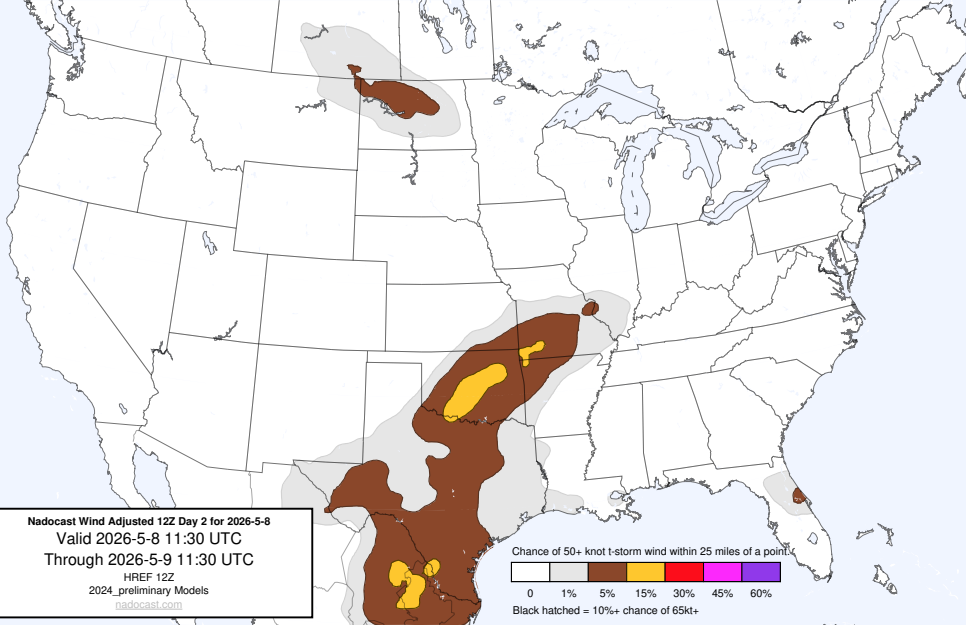 Nadocast Wind Adjusted 12Z Day 2 for 2026-5-8
Valid 2026-5-8 11:30 UTC
Through 2026-5-9 11:30 UTC
HREF 12Z
2024_preliminary Models
nadocast.com
Chance of 50+ knot t-storm wind within 25 miles of a point.
0 1% 5% 15% 30% 45% 60%
Black hatched = 10%+ chance of 65kt+